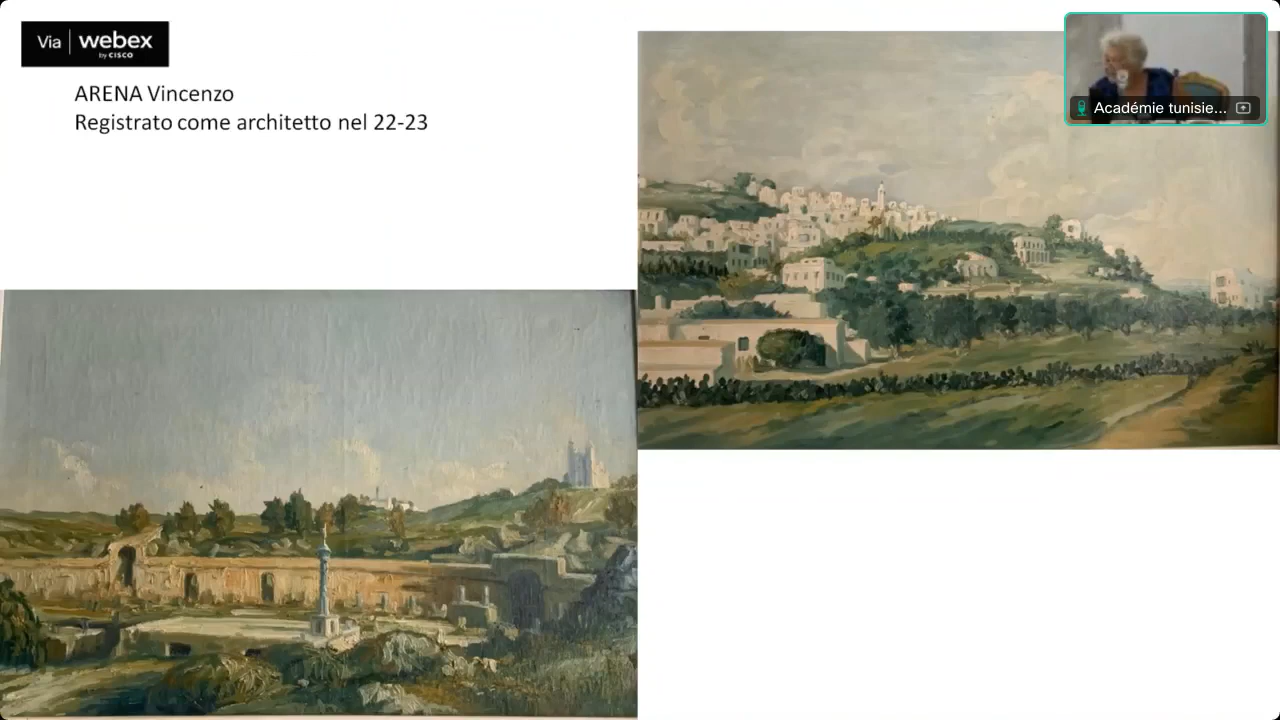 Via webex
by CISCO
ARENA Vincenzo
Registrato come architetto nel 22-23
Académie tunisie...